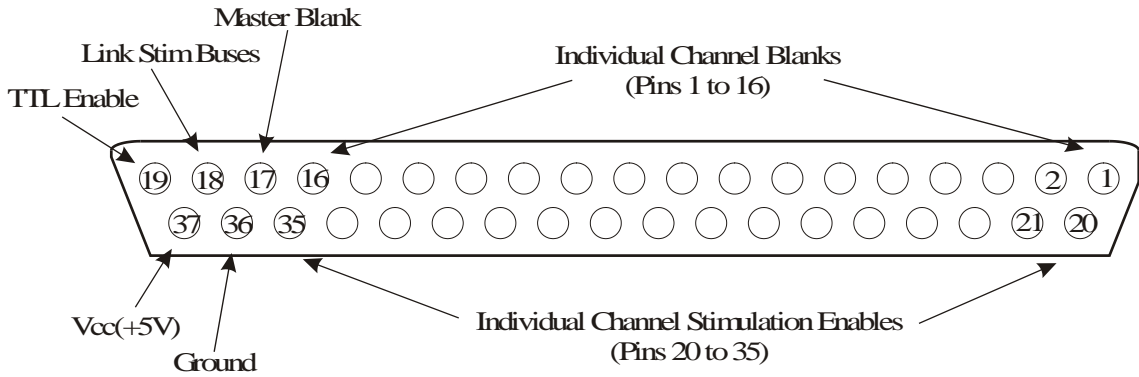 Master Blank
Link Stim Buses
TTL Enable
Individual Channel Blanks
(Pins 1 to 16)
19 18 17 16 2 1
37 36 35 21 20
Vcc(+5V)
Ground
Individual Channel Stimulation Enables
(Pins 20 to 35)